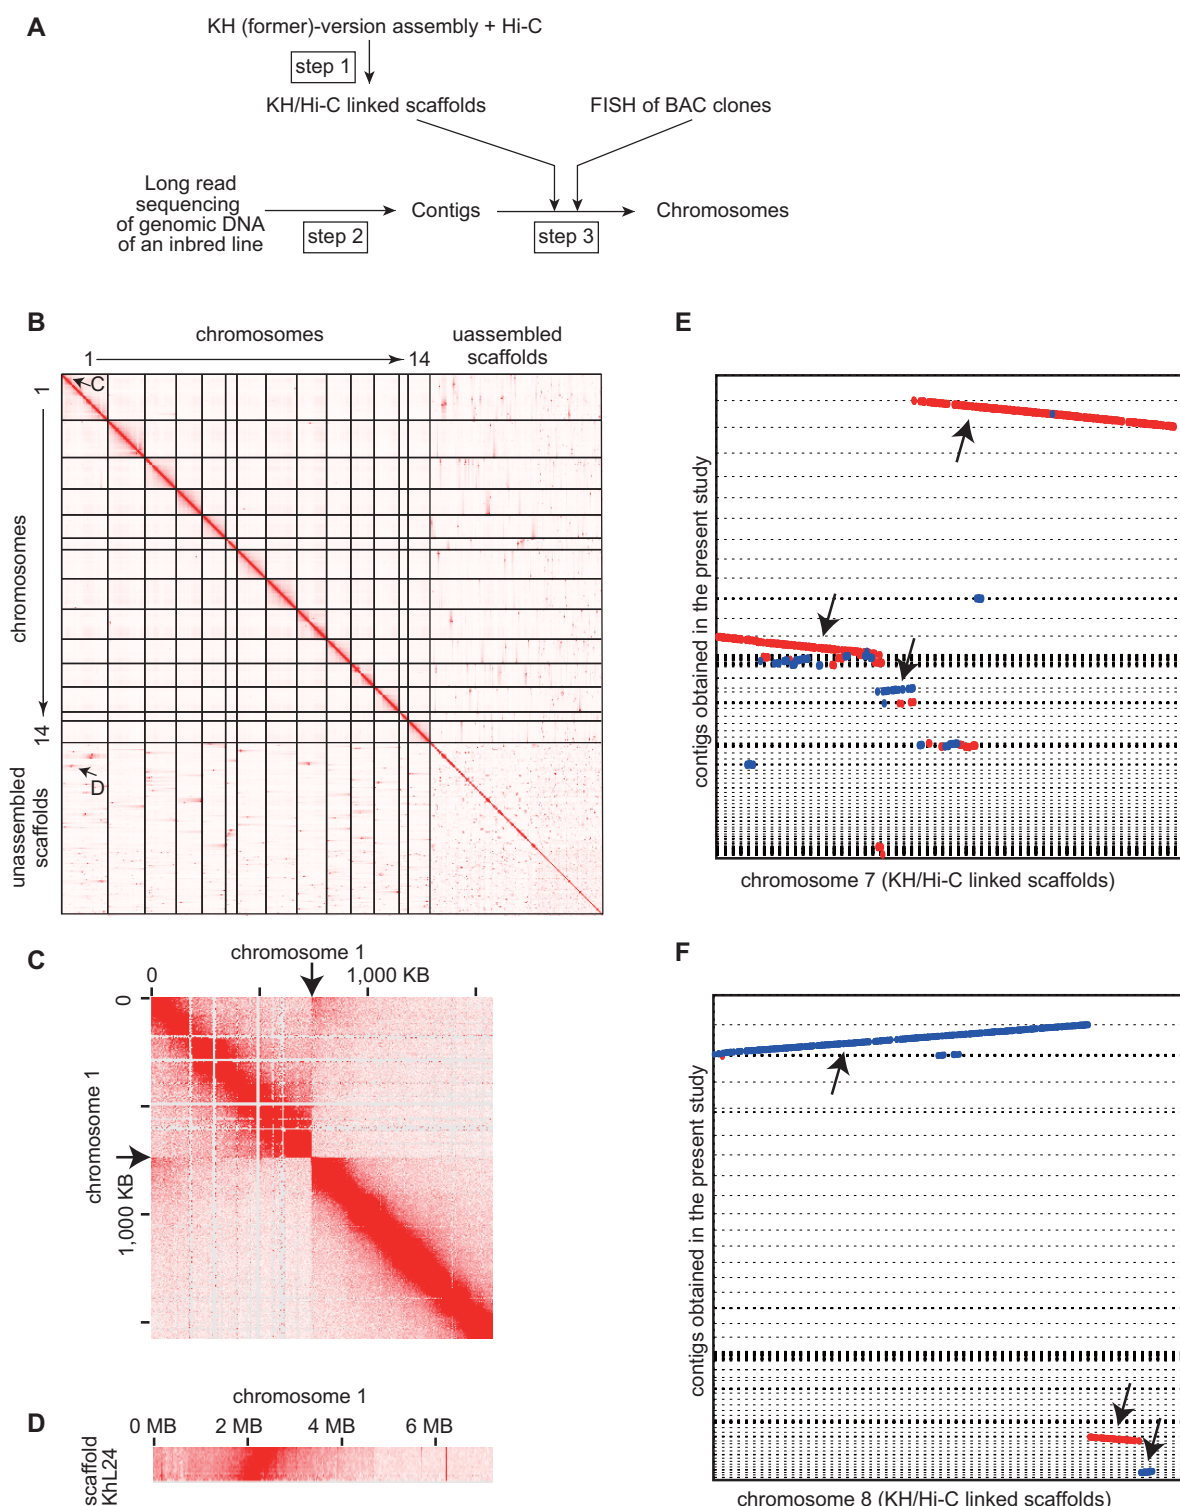 A
KH (former)-version assembly + Hi-C
step 1
KH/Hi-C linked scaffolds
FISH of BAC clones
Long read
sequencing
of genomic DNA
of an inbred line
step 2
Contigs
step 3
Chromosomes
B
chromosomes
1
14
uassembled
scaffolds
1
chromosomes
14
unassembled
scaffolds
C
D
C
chromosome 1
0
1,000 KB
0
chromosome 1
1,000 KB
D
chromosome 1
0 MB
2 MB
4 MB
6 MB
scaffold
KhL24
E
contigs obtained in the present study
chromosome 7 (KH/Hi-C linked scaffolds)
F
contigs obtained in the present study
chromosome 8 (KH/Hi-C linked scaffolds)